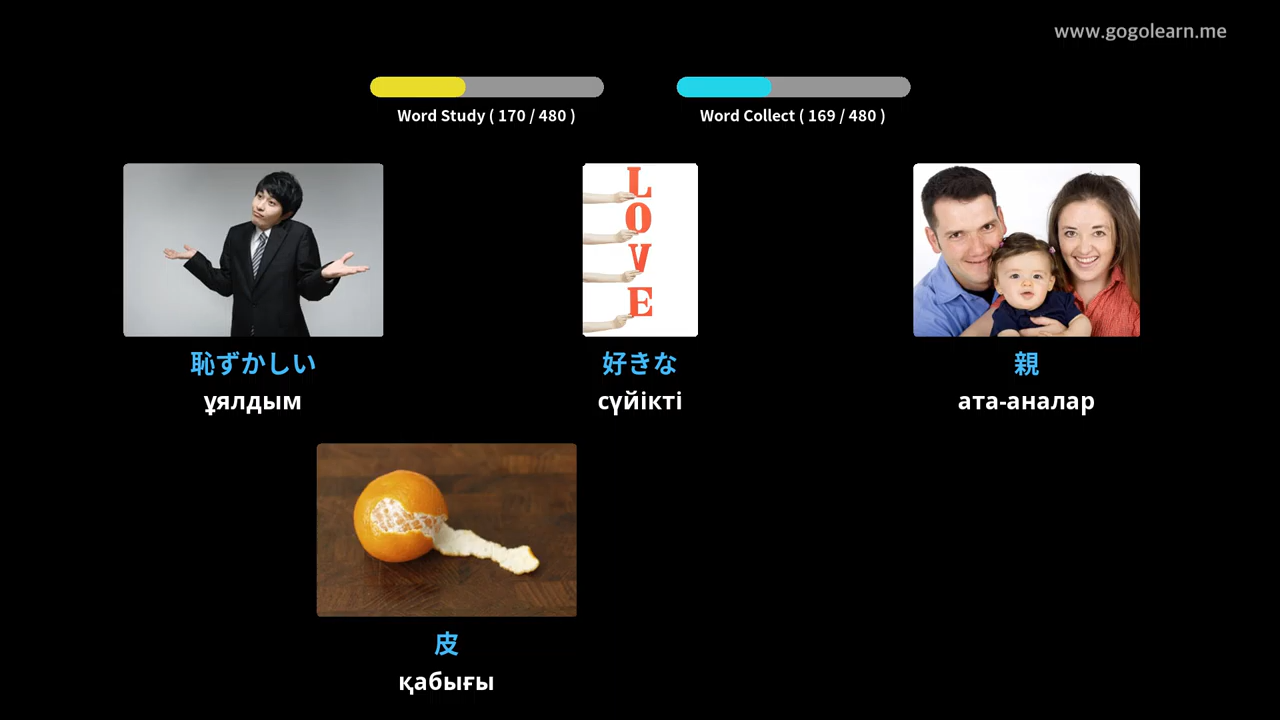 www.gogolearn.me
Word Study ( 170 / 480 )
Word Collect ( 169 / 480 )
LOVE
恥ずかしい
ұялдым
好きな
сүйікті
親
ата-аналар
皮
қабығы